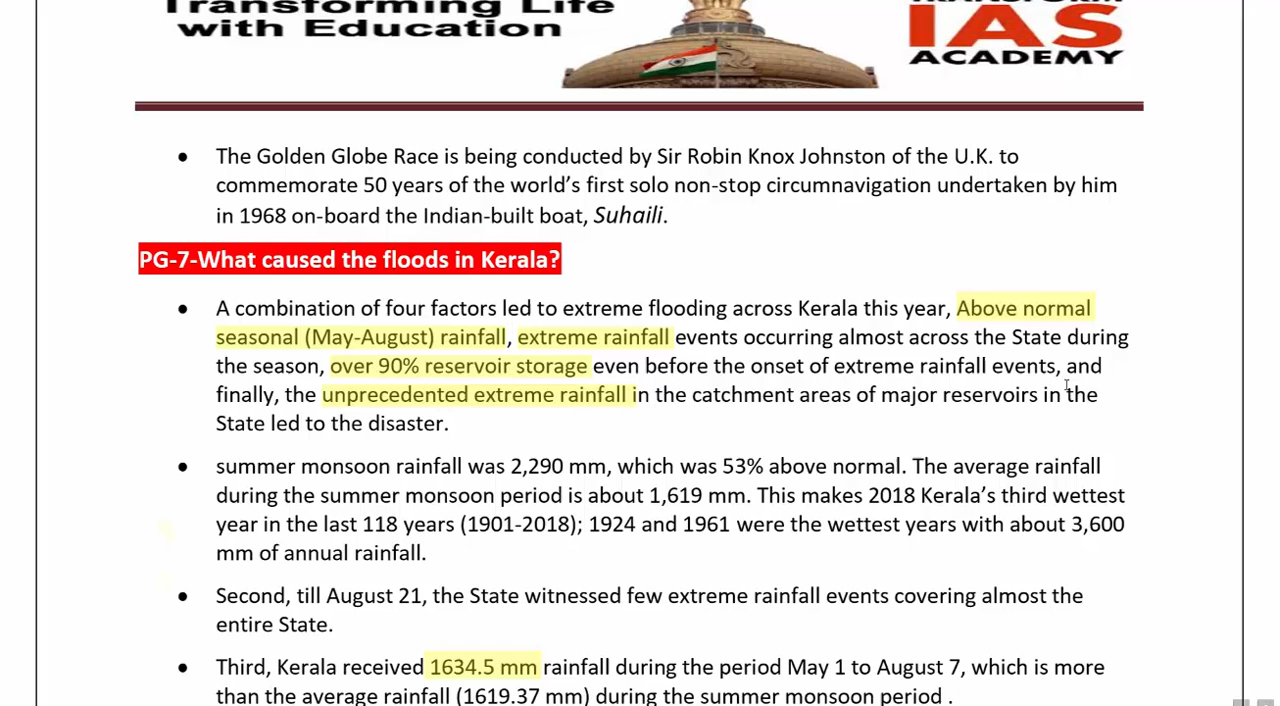 Transforming Life
with Education
TRANSFORM
IAS
ACADEMY
• The Golden Globe Race is being conducted by Sir Robin Knox Johnston of the U.K. to
commemorate 50 years of the world’s first solo non-stop circumnavigation undertaken by him
in 1968 on-board the Indian-built boat, Suhaili.
PG-7-What caused the floods in Kerala?
• A combination of four factors led to extreme flooding across Kerala this year, Above normal
seasonal (May-August) rainfall, extreme rainfall events occurring almost across the State during
the season, over 90% reservoir storage even before the onset of extreme rainfall events, and
finally, the unprecedented extreme rainfall in the catchment areas of major reservoirs in the
State led to the disaster.
• summer monsoon rainfall was 2,290 mm, which was 53% above normal. The average rainfall
during the summer monsoon period is about 1,619 mm. This makes 2018 Kerala’s third wettest
year in the last 118 years (1901-2018); 1924 and 1961 were the wettest years with about 3,600
mm of annual rainfall.
• Second, till August 21, the State witnessed few extreme rainfall events covering almost the
entire State.
• Third, Kerala received 1634.5 mm rainfall during the period May 1 to August 7, which is more
than the average rainfall (1619.37 mm) during the summer monsoon period .